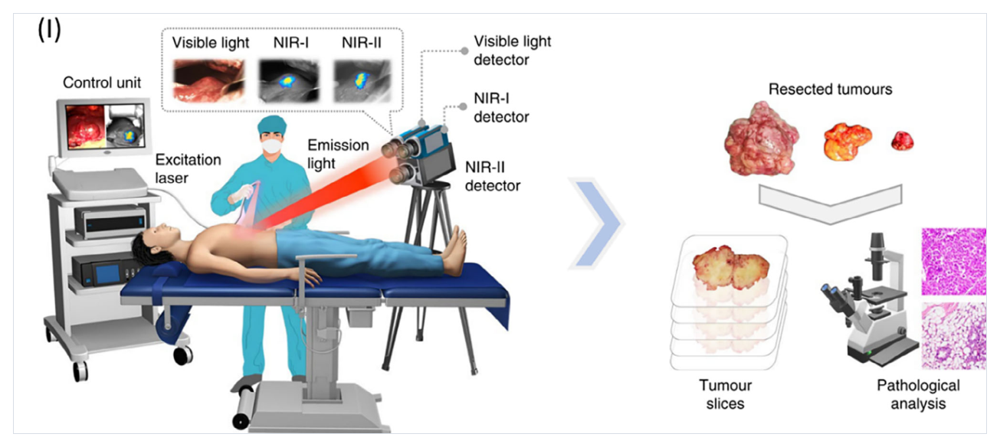 (I)
Visible light NIR-I NIR-II
Visible light
detector
Control unit
NIR-I
detector
Excitation
laser
Emission
light
NIR-II
detector
Resected tumours
Tumour
slices
Pathological
analysis